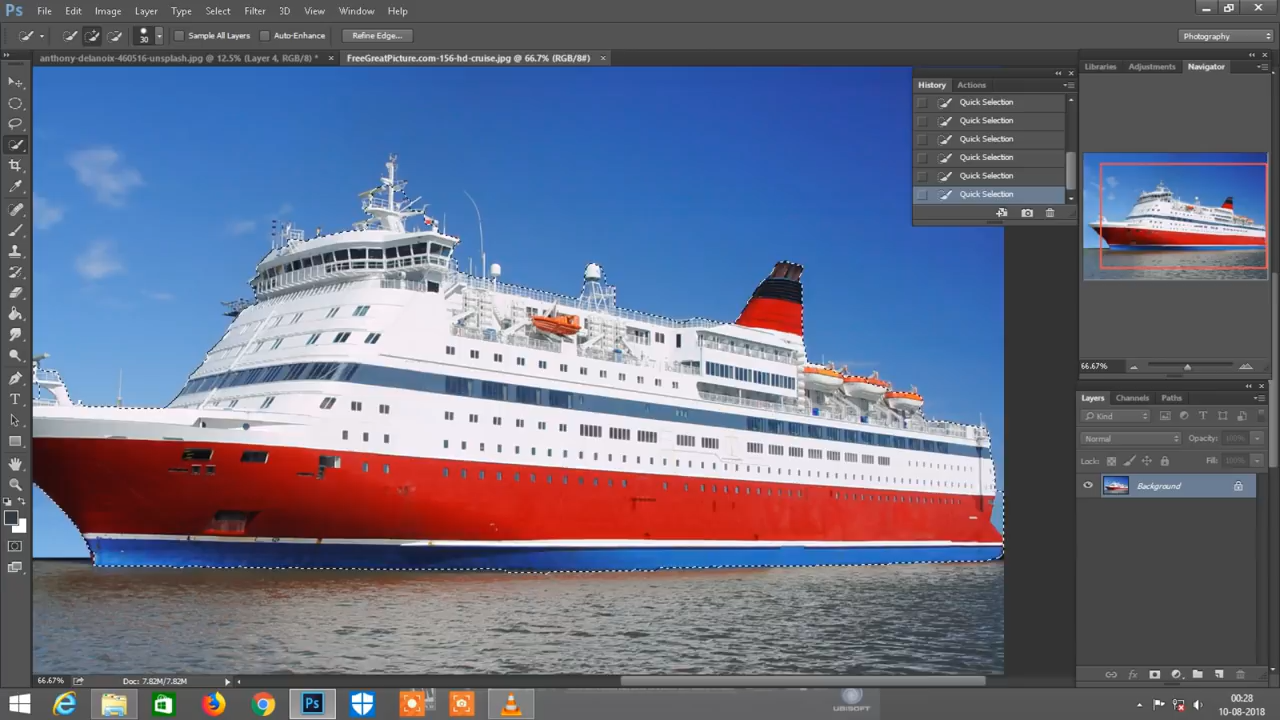 Ps File Edit Image Layer Type Select Filter 3D View Window Help
30 Sample All Layers Auto-Enhance Refine Edge... Photography
anthony-delanoix-460516-unsplash.jpg @ 12.5% (Layer 4, RGB/8) * × FreeGreatPicture.com-156-hd-cruise.jpg @ 66.7% (RGB/8#) ×
Libraries Adjustments Navigator
History Actions
Quick Selection
Quick Selection
Quick Selection
Quick Selection
Quick Selection
Quick Selection
66.67%
Layers Channels Paths
Kind
Normal Opacity: 100%
Lock: Fill: 100%
Background
T
66.67% Doc: 7.82M/7.82M
Ps
UBISOFT
00:28
10-08-2018